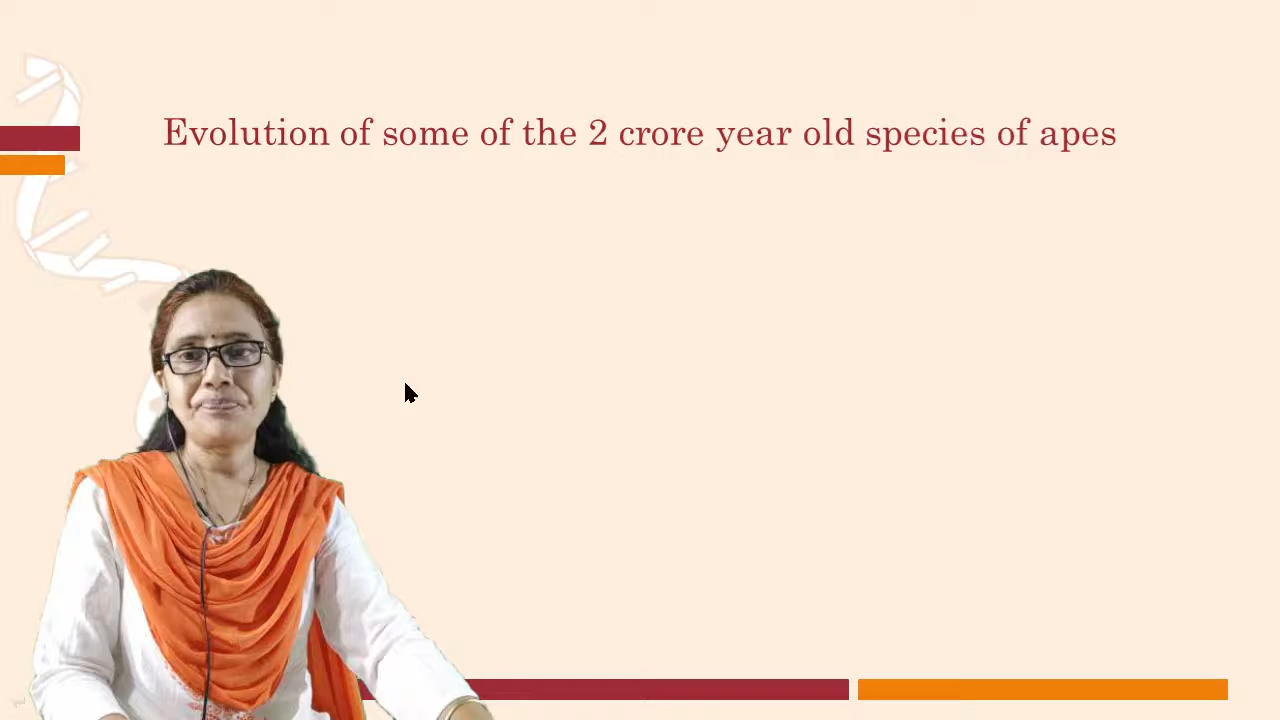 Evolution of some of the 2 crore year old species of apes